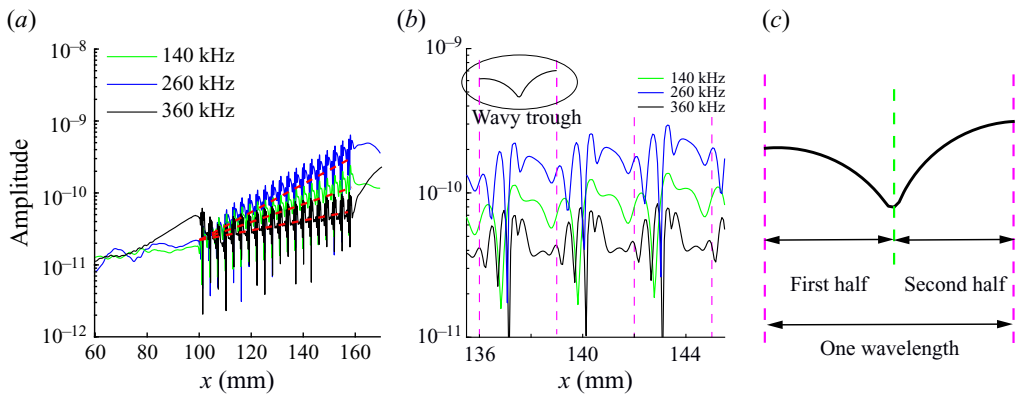 (a)
10⁻⁸
10⁻⁹
10⁻¹⁰
10⁻¹¹
10⁻¹²
Amplitude
140 kHz
260 kHz
360 kHz
60 80 100 120 140 160
x (mm)
(b)
10⁻⁹
10⁻¹⁰
10⁻¹¹
Wavy trough
140 kHz
260 kHz
360 kHz
136 140 144
x (mm)
(c)
First half Second half
One wavelength